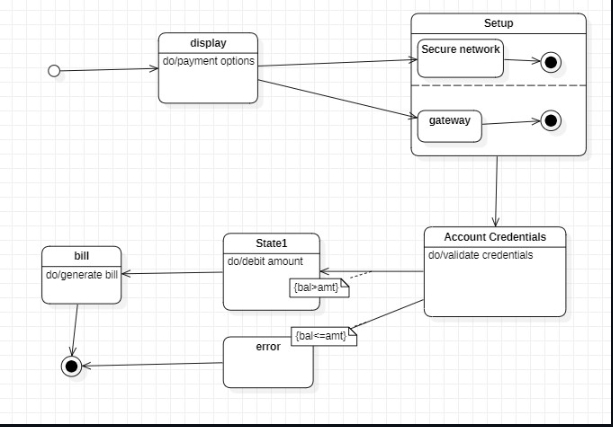 display
do/payment options
Setup
Secure network
gateway
Account Credentials
do/validate credentials
State1
do/debit amount
{bal>amt}
bill
do/generate bill
{bal<=amt}
error